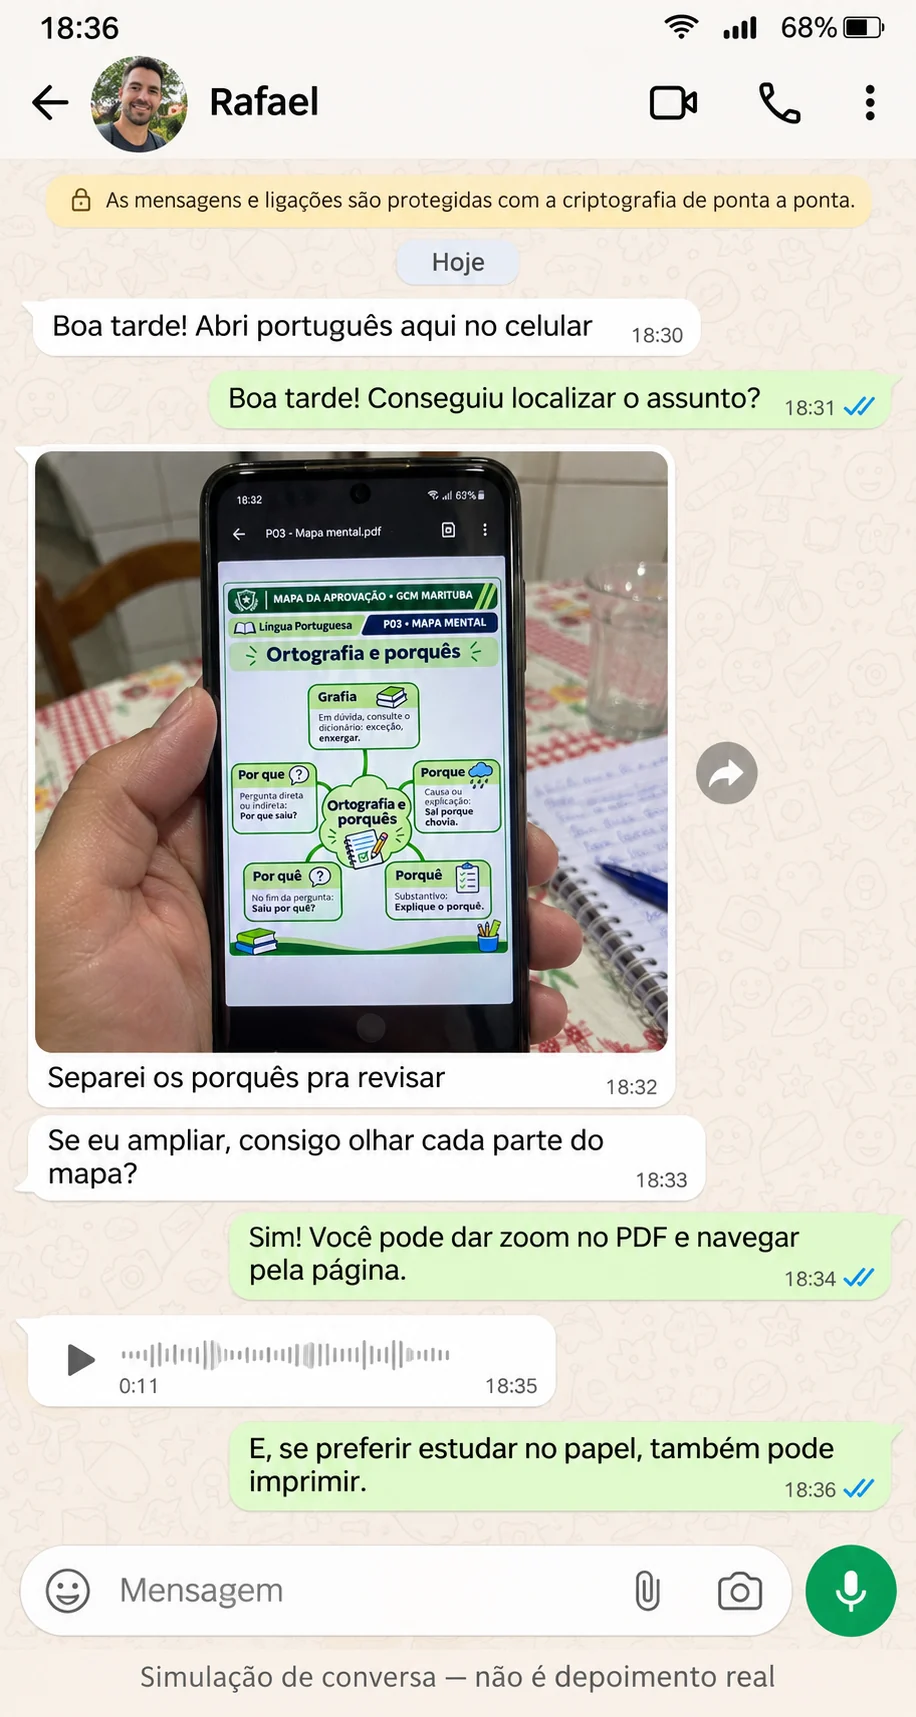 18:36
68%
Rafael
As mensagens e ligações são protegidas com a criptografia de ponta a ponta.
Hoje
Boa tarde! Abri português aqui no celular
18:30
Boa tarde! Conseguiu localizar o assunto?
18:31
18:32
63%
P03 - Mapa mental.pdf
MAPA DA APROVAÇÃO • GCM MARITUBA
Língua Portuguesa
P03 • MAPA MENTAL
Ortografia e porquês
Grafia
Em dúvida, consulte o
dicionário: exceção,
enxergar.
Por que
Pergunta direta
ou indireta:
Por que saiu?
Porque
Causa ou
explicação:
Sal porque
chovia.
Ortografia e
porquês
Por quê
No fim da pergunta:
Saiu por quê?
Porquê
Substantivo:
Explique o porquê.
Separei os porquês pra revisar
18:32
Se eu ampliar, consigo olhar cada parte do
mapa?
18:33
Sim! Você pode dar zoom no PDF e navegar
pela página.
18:34
0:11
18:35
E, se preferir estudar no papel, também pode
imprimir.
18:36
Mensagem
Simulação de conversa — não é depoimento real